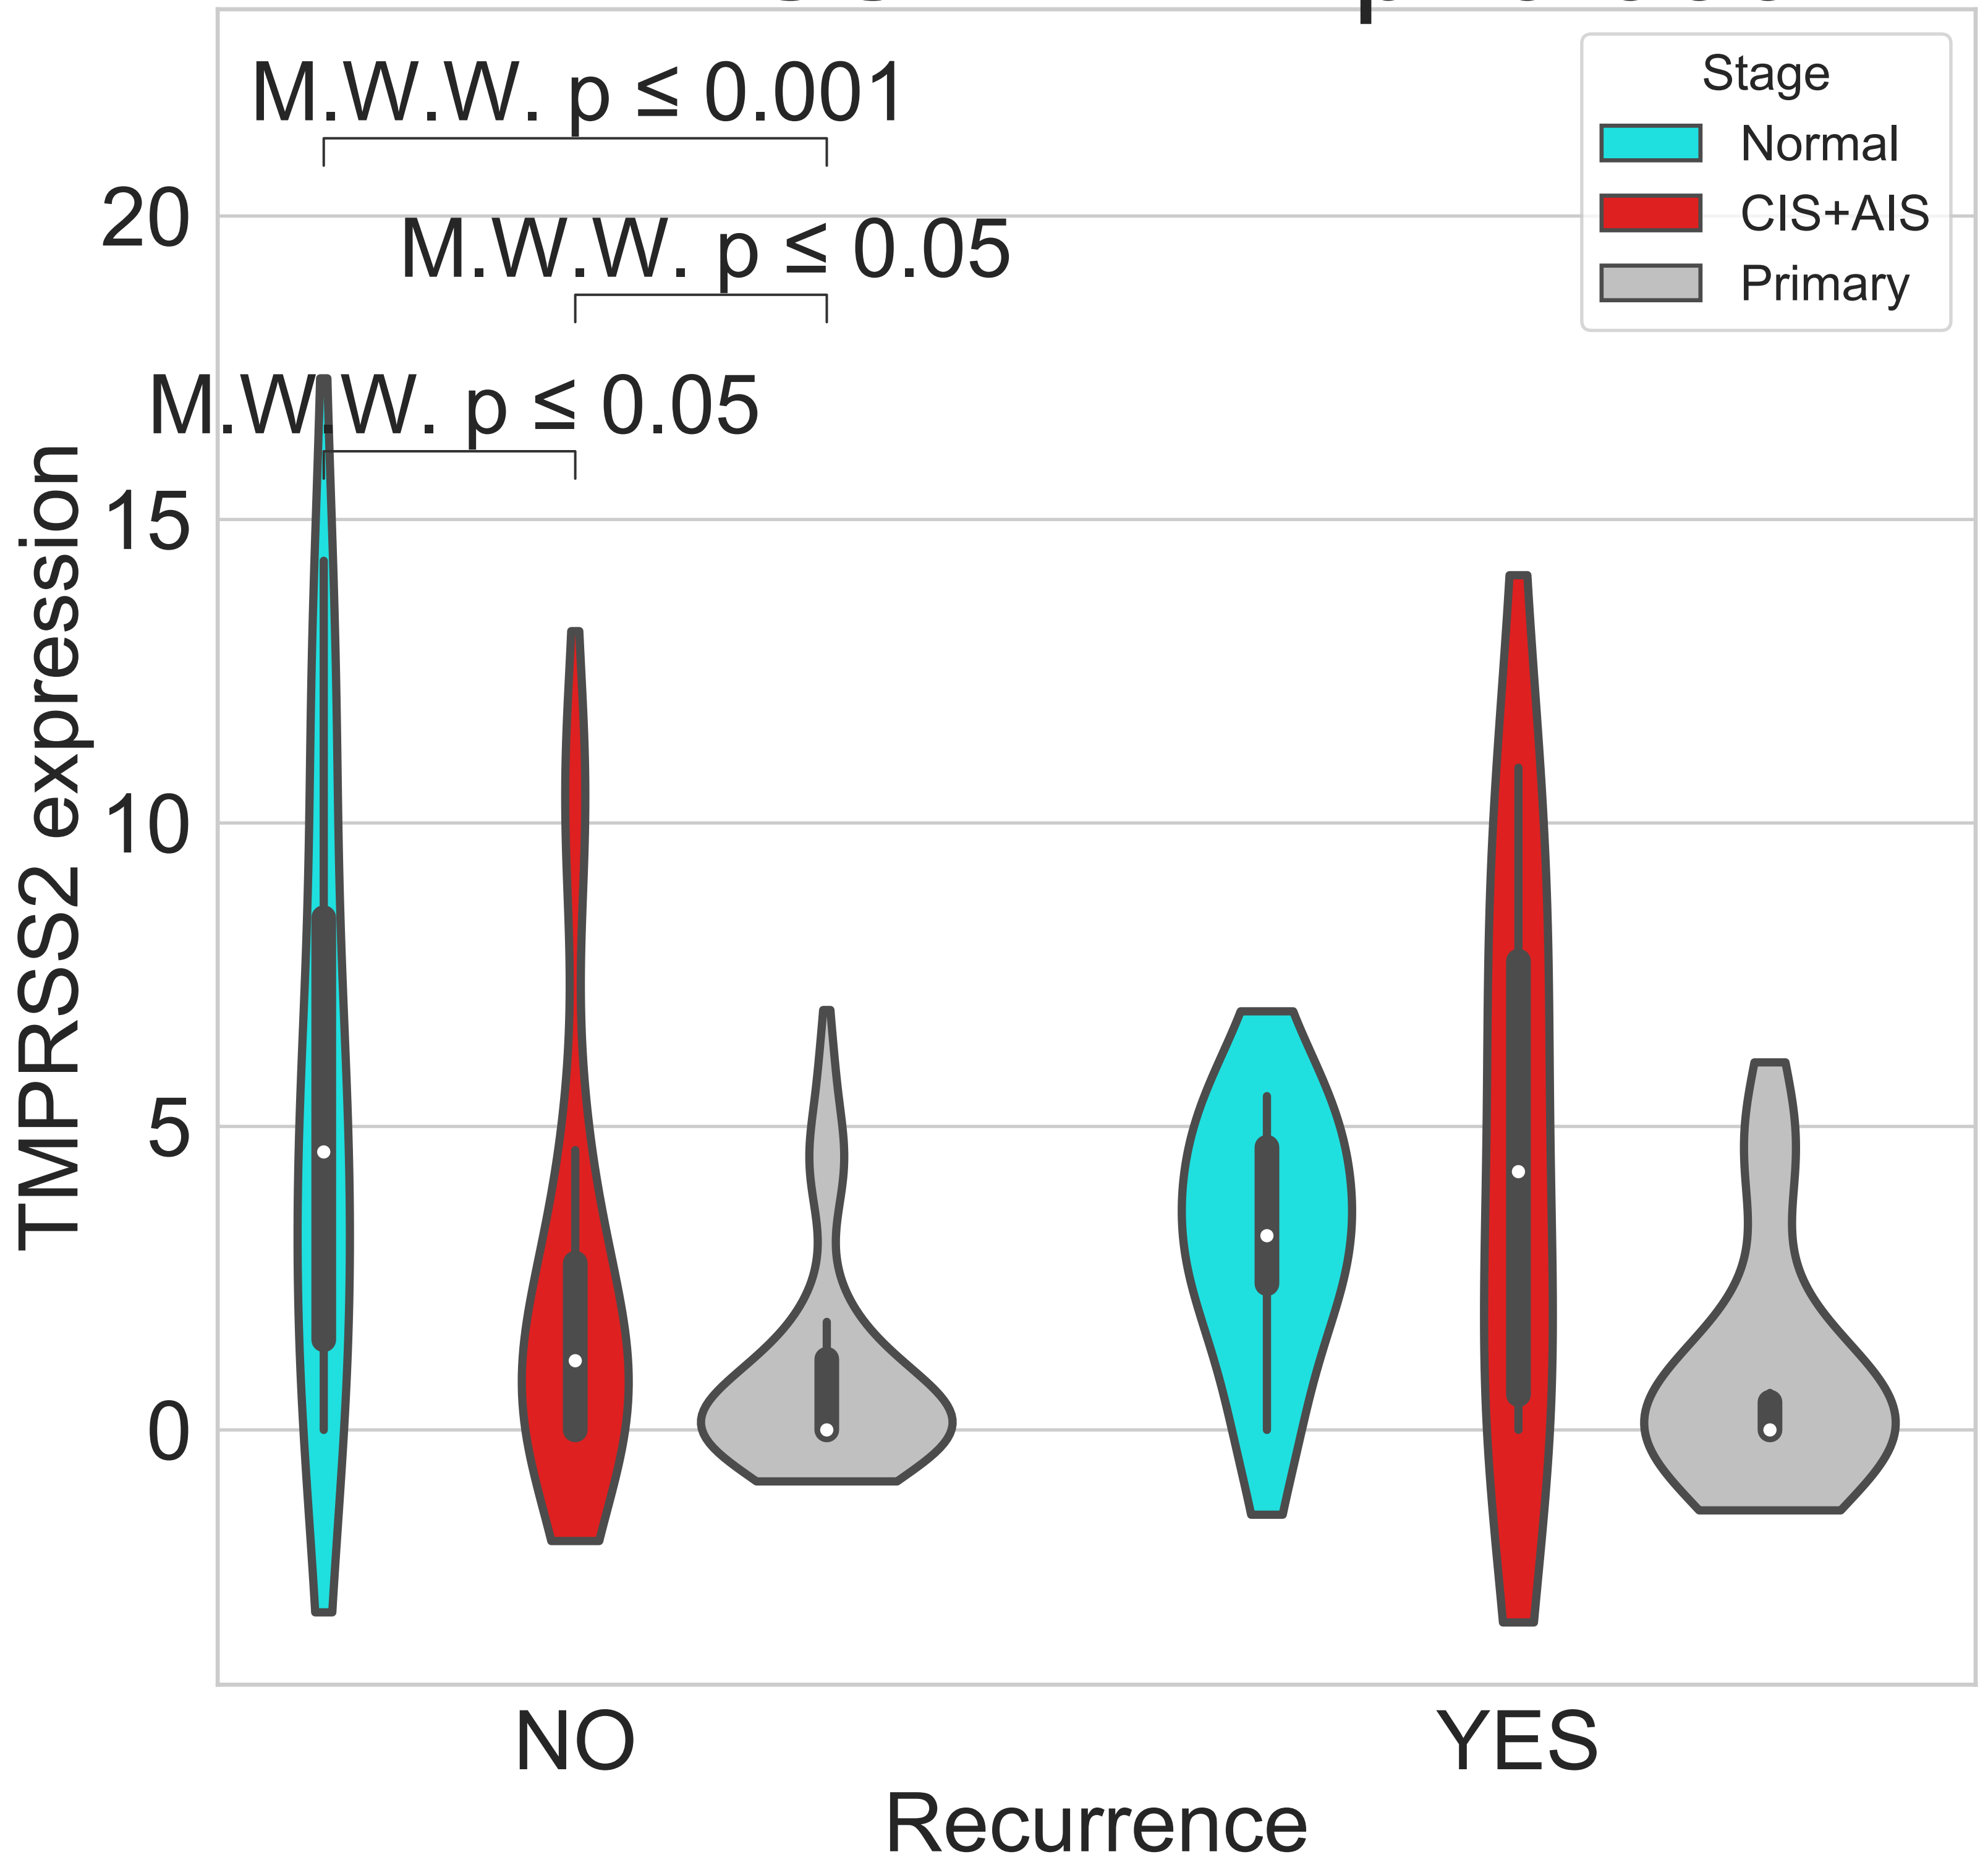 M.W.W. p ≤ 0.001
M.W.W. p ≤ 0.05
M.W.W. p ≤ 0.05
Stage
Normal
CIS+AIS
Primary
TMPRSS2 expression
20
15
10
5
0
NO
YES
Recurrence